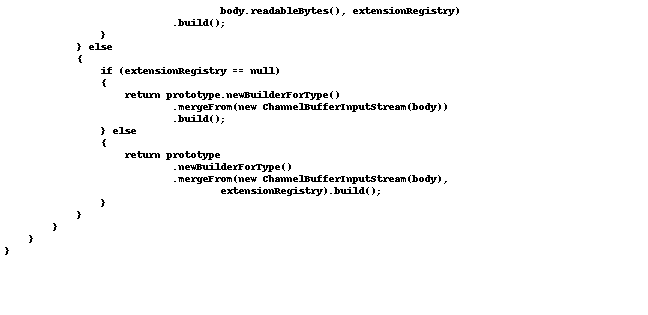 body.readableBytes(), extensionRegistry)
.build();
}
} else
{
if (extensionRegistry == null)
{
return prototype.newBuilderForType()
.mergeFrom(new ChannelBufferInputStream(body))
.build();
} else
{
return prototype
.newBuilderForType()
.mergeFrom(new ChannelBufferInputStream(body),
extensionRegistry).build();
}
}
}
}
}